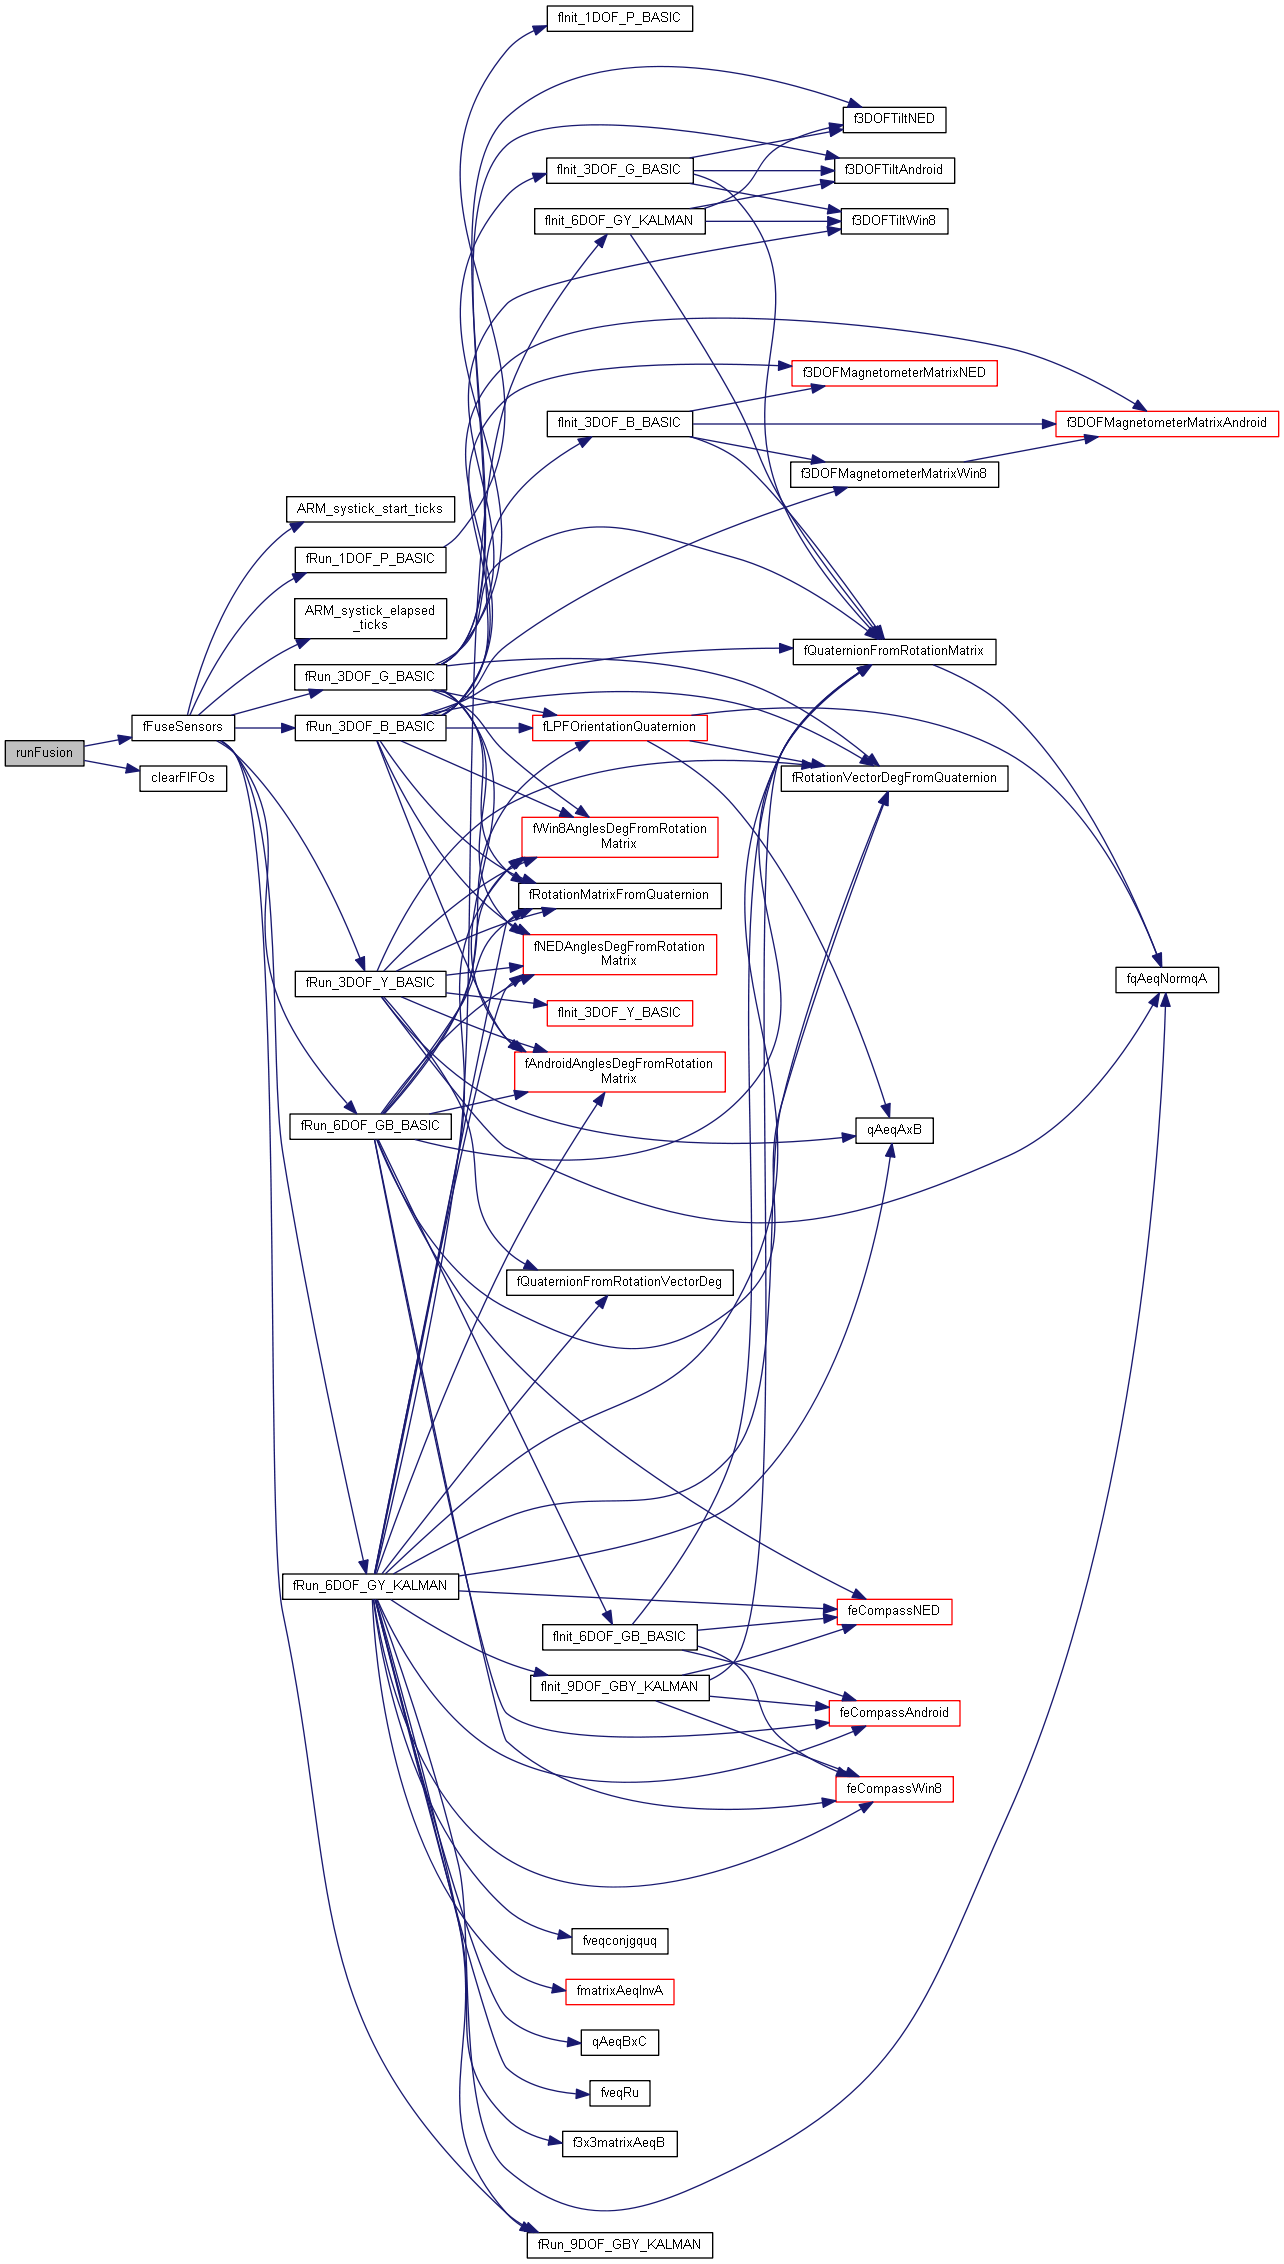 fInit_1DOF_P_BASIC
f3DOFTiltNED
fInit_3DOF_G_BASIC
f3DOFTiltAndroid
fInit_6DOF_GY_KALMAN
f3DOFTiltWin8
f3DOFMagnetometerMatrixNED
fInit_3DOF_B_BASIC
f3DOFMagnetometerMatrixAndroid
f3DOFMagnetometerMatrixWin8
ARM_systick_start_ticks
fRun_1DOF_P_BASIC
ARM_systick_elapsed
_ticks
fQuaternionFromRotationMatrix
fRun_3DOF_G_BASIC
fFuseSensors
fRun_3DOF_B_BASIC
fLPFOrientationQuaternion
runFusion
clearFIFOs
fRotationVectorDegFromQuaternion
fWin8AnglesDegFromRotation
Matrix
fRotationMatrixFromQuaternion
fNEDAnglesDegFromRotation
Matrix
fRun_3DOF_Y_BASIC
fqAeqNormqA
fInit_3DOF_Y_BASIC
fAndroidAnglesDegFromRotation
Matrix
fRun_6DOF_GB_BASIC
qAeqAxB
fQuaternionFromRotationVectorDeg
fRun_6DOF_GY_KALMAN
feCompassNED
fInit_6DOF_GB_BASIC
fInit_9DOF_GBY_KALMAN
feCompassAndroid
feCompassWin8
fveqconjgquq
fmatrixAeqInvA
qAeqBxC
fveqRu
f3x3matrixAeqB
fRun_9DOF_GBY_KALMAN